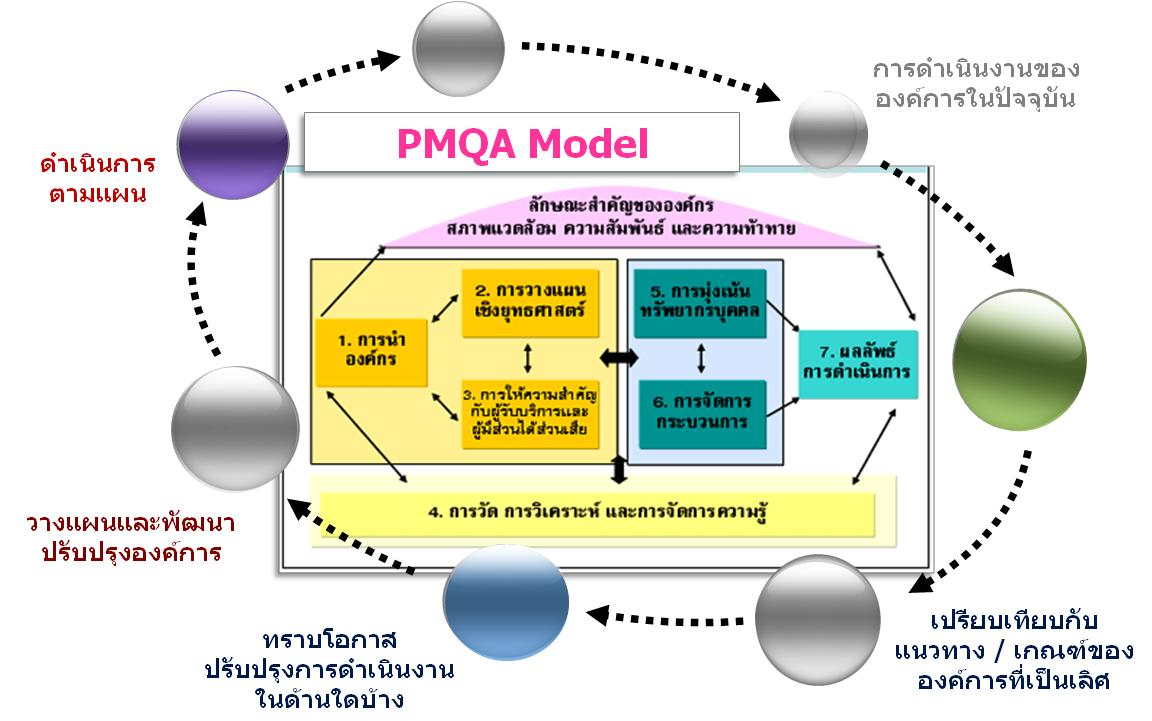 การดำเนินงานของ
องค์การในปัจจุบัน
PMQA Model
ดำเนินการ
ตามแผน
ลักษณะสำคัญขององค์กร
สภาพแวดล้อม ความสัมพันธ์ และความท้าทาย
1. การนำ
องค์กร
2. การวางแผน
เชิงยุทธศาสตร์
3. การให้ความสำคัญ
กับผู้รับบริการและ
ผู้มีส่วนได้ส่วนเสีย
5. การมุ่งเน้น
ทรัพยากรบุคคล
6. การจัดการ
กระบวนการ
7. ผลลัพธ์
การดำเนินการ
4. การวัด การวิเคราะห์ และการจัดการความรู้
วางแผนและพัฒนา
ปรับปรุงองค์การ
ทราบโอกาส
ปรับปรุงการดำเนินงาน
ในด้านใดบ้าง
เปรียบเทียบกับ
แนวทาง / เกณฑ์ของ
องค์การที่เป็นเลิศ